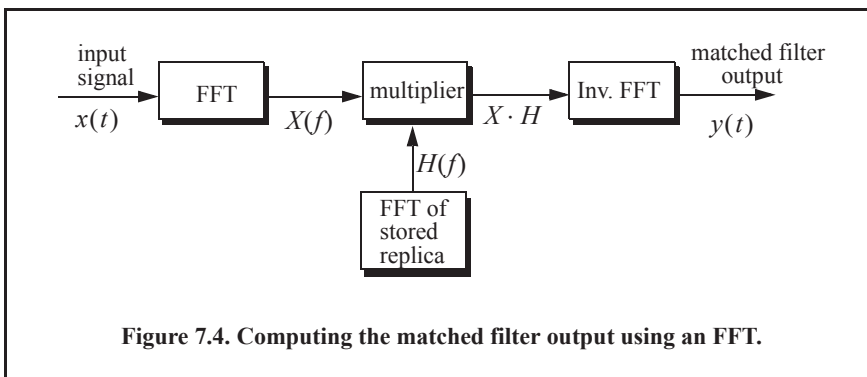 input
signal
x(t)
FFT
X(f)
multiplier
X · H
Inv. FFT
matched filter
output
y(t)
H(f)
FFT of
stored
replica
Figure 7.4. Computing the matched filter output using an FFT.